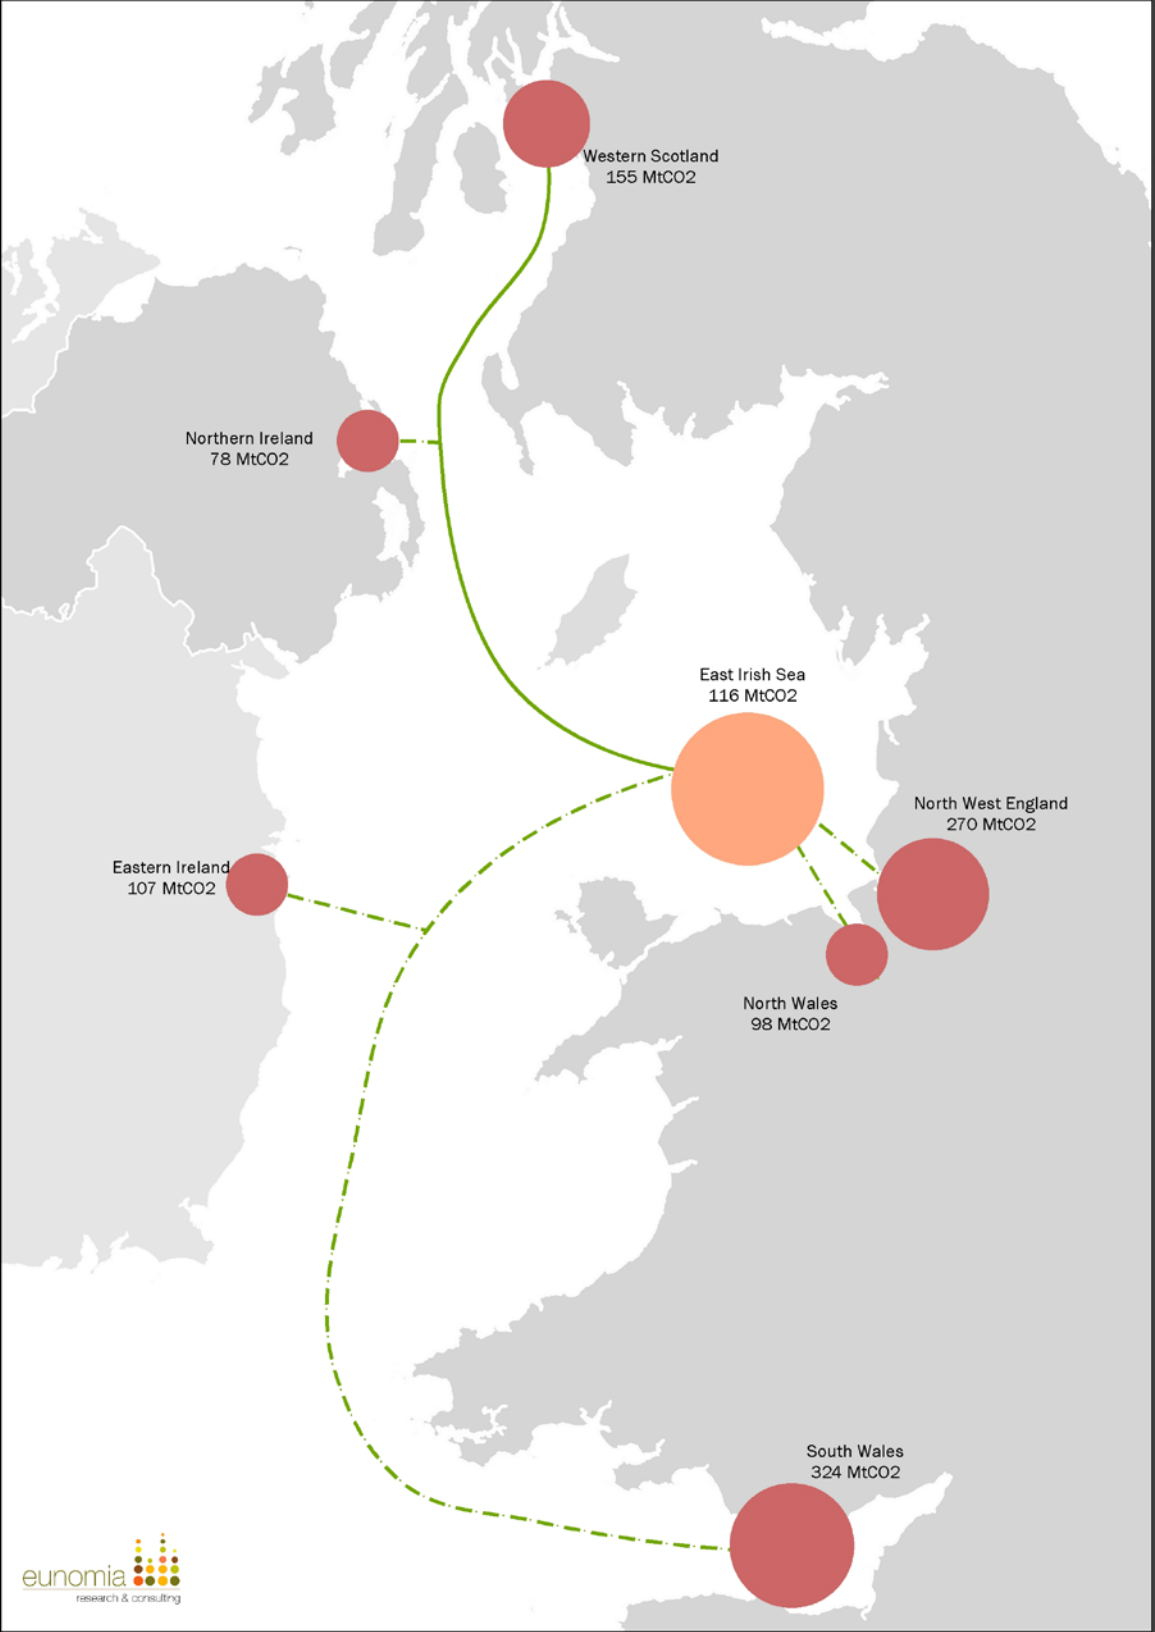 Western Scotland
155 MtCO2
Northern Ireland
78 MtCO2
East Irish Sea
116 MtCO2
North West England
270 MtCO2
Eastern Ireland
107 MtCO2
North Wales
98 MtCO2
South Wales
324 MtCO2
eunomia
research & consulting